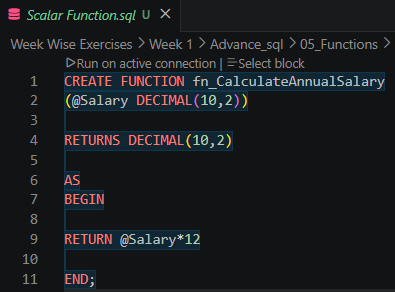 Scalar Function.sql U
Week Wise Exercises > Week 1 > Advance_sql > 05_Functions >
Run on active connection | Select block
1 CREATE FUNCTION fn_CalculateAnnualSalary
2 (@Salary DECIMAL(10,2))
3
4 RETURNS DECIMAL(10,2)
5
6 AS
7 BEGIN
8
9 RETURN @Salary*12
10
11 END;